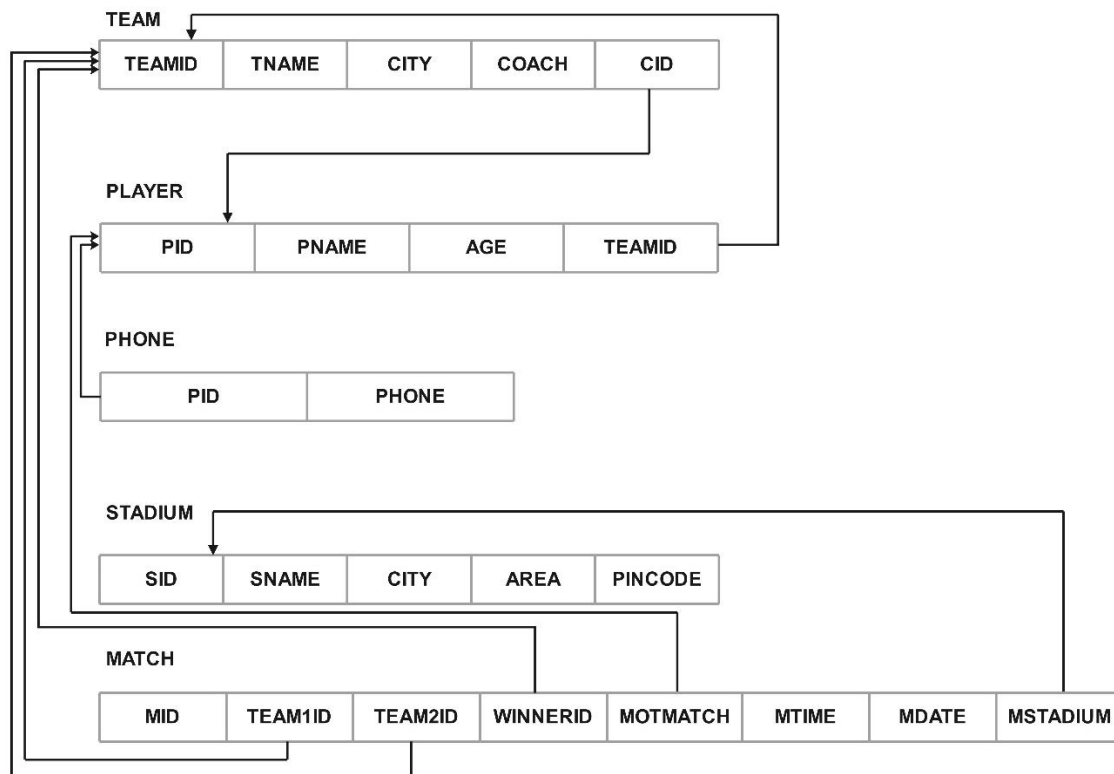 TEAM
TEAMID TNAME CITY COACH CID
PLAYER
PID PNAME AGE TEAMID
PHONE
PID PHONE
STADIUM
SID SNAME CITY AREA PINCODE
MATCH
MID TEAM1ID TEAM2ID WINNERID MOTMATCH MTIME MDATE MSTADIUM